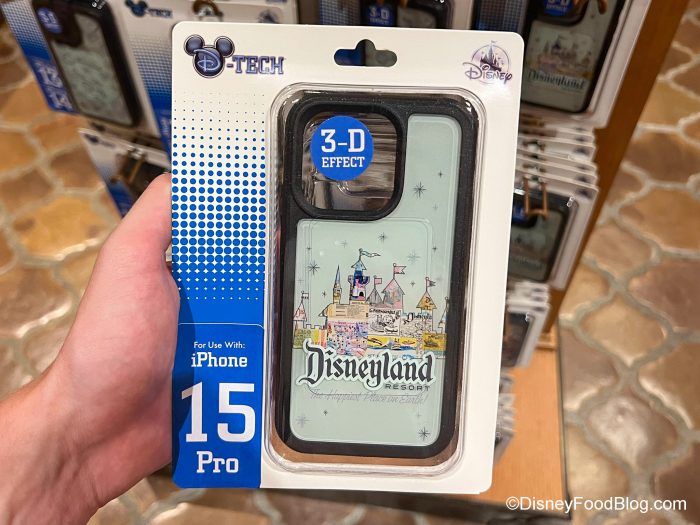 D-TECH
Disney
3-D
EFFECT
For Use With:
iPhone
15
Pro
Disneyland
RESORT
The Happiest Place on Earth!
Disneyland
©DisneyFoodBlog.com